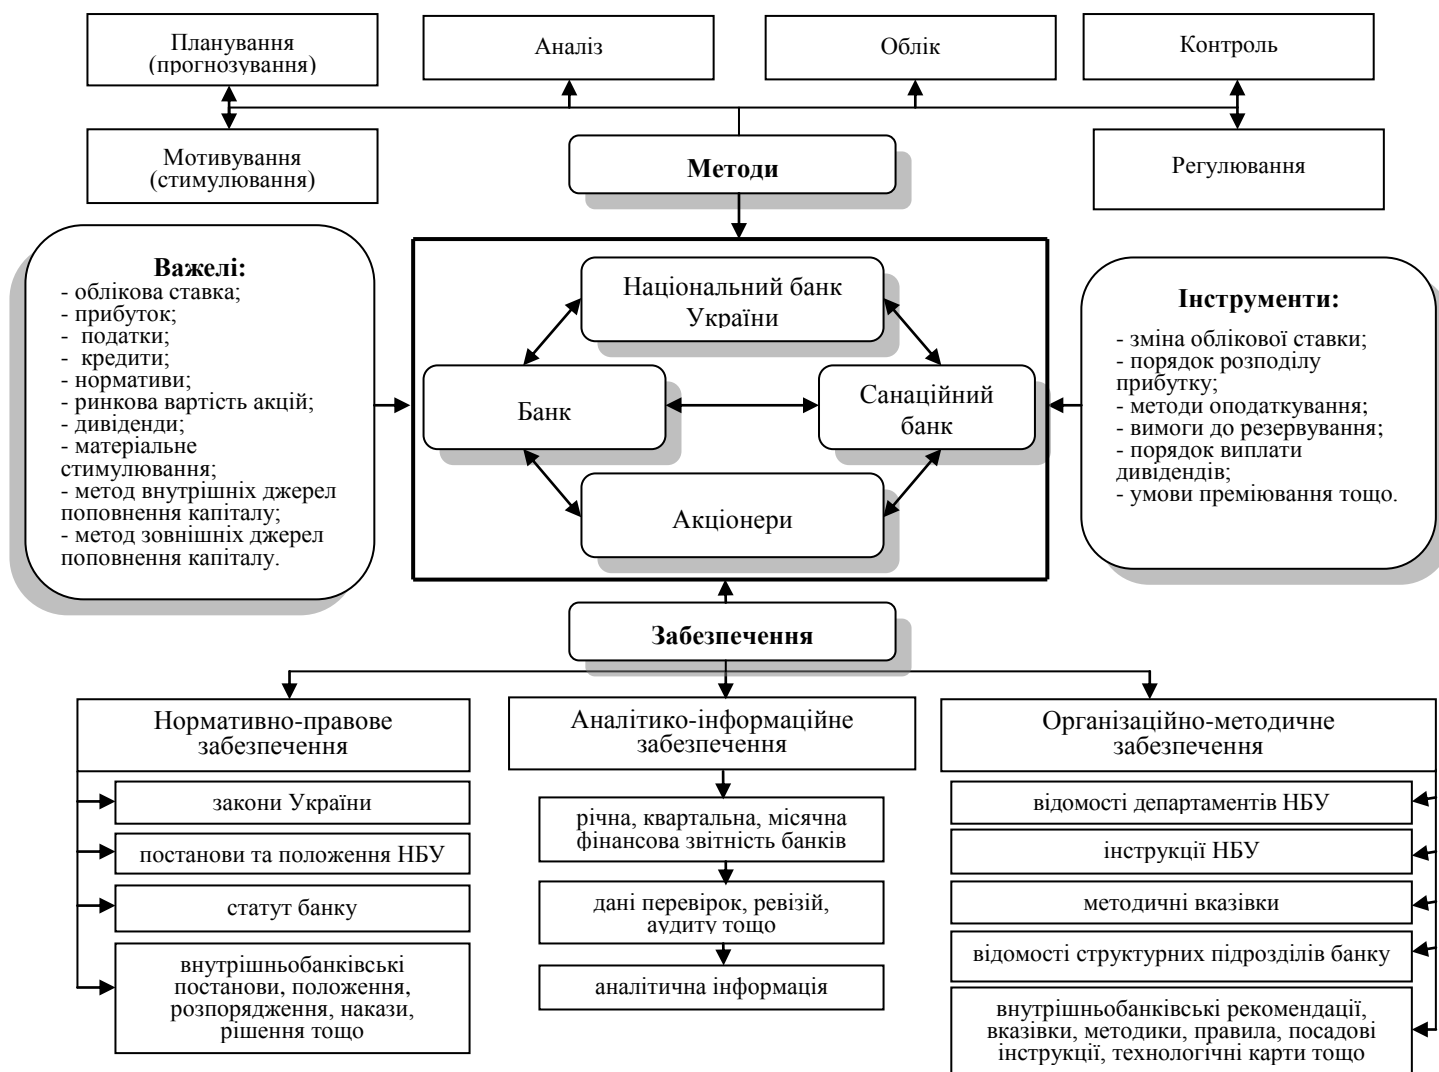 Планування
(прогнозування)
Аналіз
Облік
Контроль
Мотивування
(стимулювання)
Методи
Регулювання
Важелі:
- облікова ставка;
- прибуток;
- податки;
- кредити;
- нормативи;
- ринкова вартість акцій;
- дивіденди;
- матеріальне
стимулювання;
- метод внутрішніх джерел
поповнення капіталу;
- метод зовнішніх джерел
поповнення капіталу.
Національний банк
України
Банк
Санаційний
банк
Акціонери
Інструменти:
- зміна облікової ставки;
- порядок розподілу
прибутку;
- методи оподаткування;
- вимоги до резервування;
- порядок виплати
дивідендів;
- умови преміювання тощо.
Забезпечення
Нормативно-правове
забезпечення
закони України
постанови та положення НБУ
статут банку
внутрішньобанківські
постанови, положення,
розпорядження, накази,
рішення тощо
Аналітико-інформаційне
забезпечення
річна, квартальна, місячна
фінансова звітність банків
дані перевірок, ревізій,
аудиту тощо
аналітична інформація
Організаційно-методичне
забезпечення
відомості департаментів НБУ
інструкції НБУ
методичні вказівки
відомості структурних підрозділів банку
внутрішньобанківські рекомендації,
вказівки, методики, правила, посадові
інструкції, технологічні карти тощо